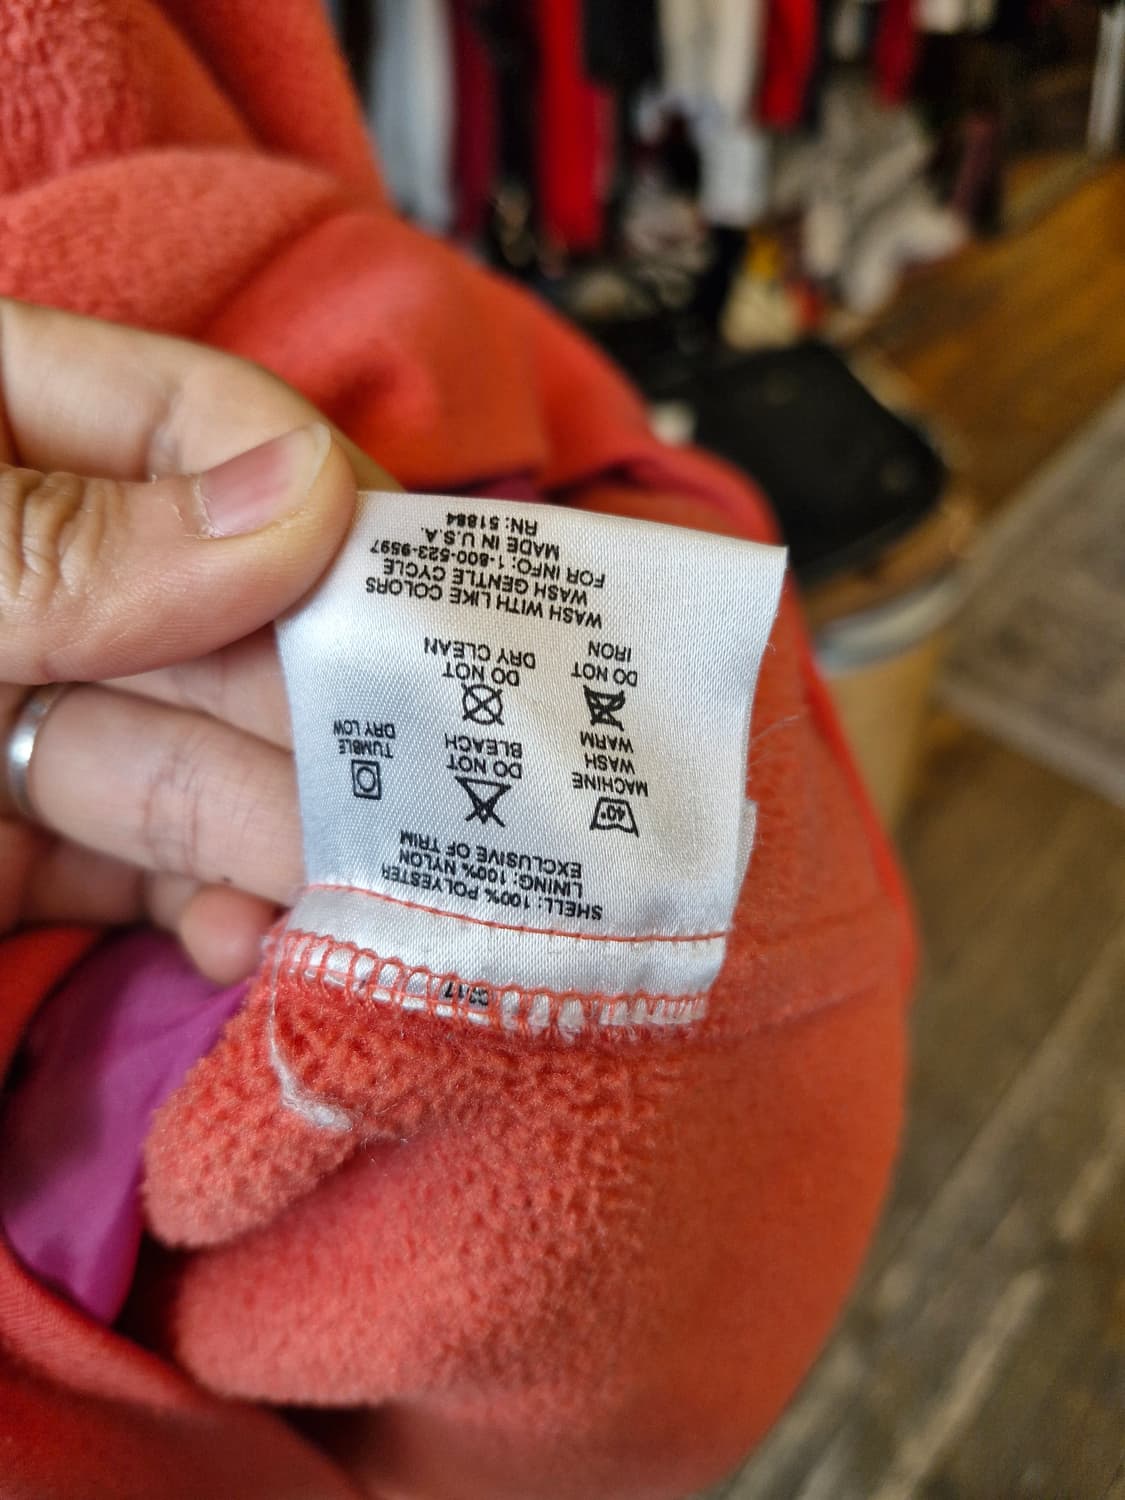 SHELL: 100% POLYESTER
LINING: 100% NYLON
EXCLUSIVE OF TRIM
40°
MACHINE
WASH
WARM
DO NOT
BLEACH
TUMBLE
DRY LOW
DO NOT
IRON
DO NOT
DRY CLEAN
WASH WITH LIKE COLORS
WASH GENTLE CYCLE
FOR INFO: 1-800-523-9597
MADE IN U.S.A.
RN: 51884